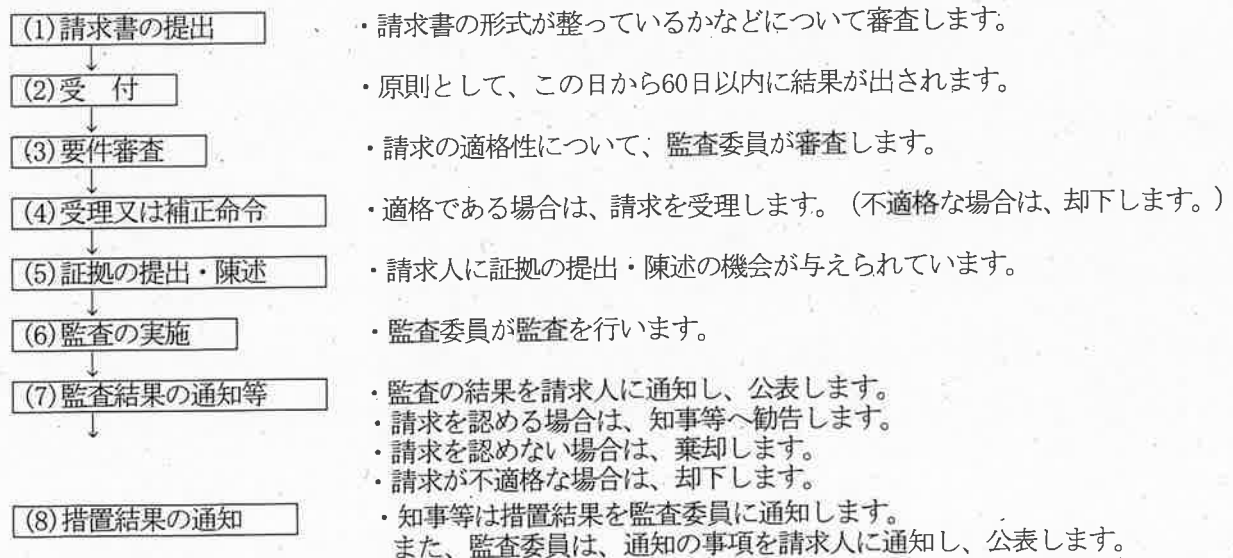 (1)請求書の提出 ・請求書の形式が整っているかなどについて審査します。
↓
(2)受　付 ・原則として、この日から60日以内に結果が出されます。
↓
(3)要件審査 ・請求の適格性について、監査委員が審査します。
↓
(4)受理又は補正命令 ・適格である場合は、請求を受理します。（不適格な場合は、却下します。）
↓
(5)証拠の提出・陳述 ・請求人に証拠の提出・陳述の機会が与えられています。
↓
(6)監査の実施 ・監査委員が監査を行います。
↓
(7)監査結果の通知等 ・監査の結果を請求人に通知し、公表します。
↓ ・請求を認める場合は、知事等へ勧告します。
・請求を認めない場合は、棄却します。
・請求が不適格な場合は、却下します。
(8)措置結果の通知 ・知事等は措置結果を監査委員に通知します。
また、監査委員は、通知の事項を請求人に通知し、公表します。